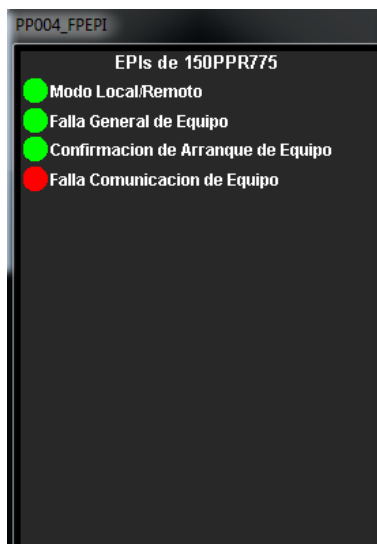 PP004_FPEPI
EPIs de 150PPR775
Modo Local/Remoto
Falla General de Equipo
Confirmacion de Arranque de Equipo
Falla Comunicacion de Equipo